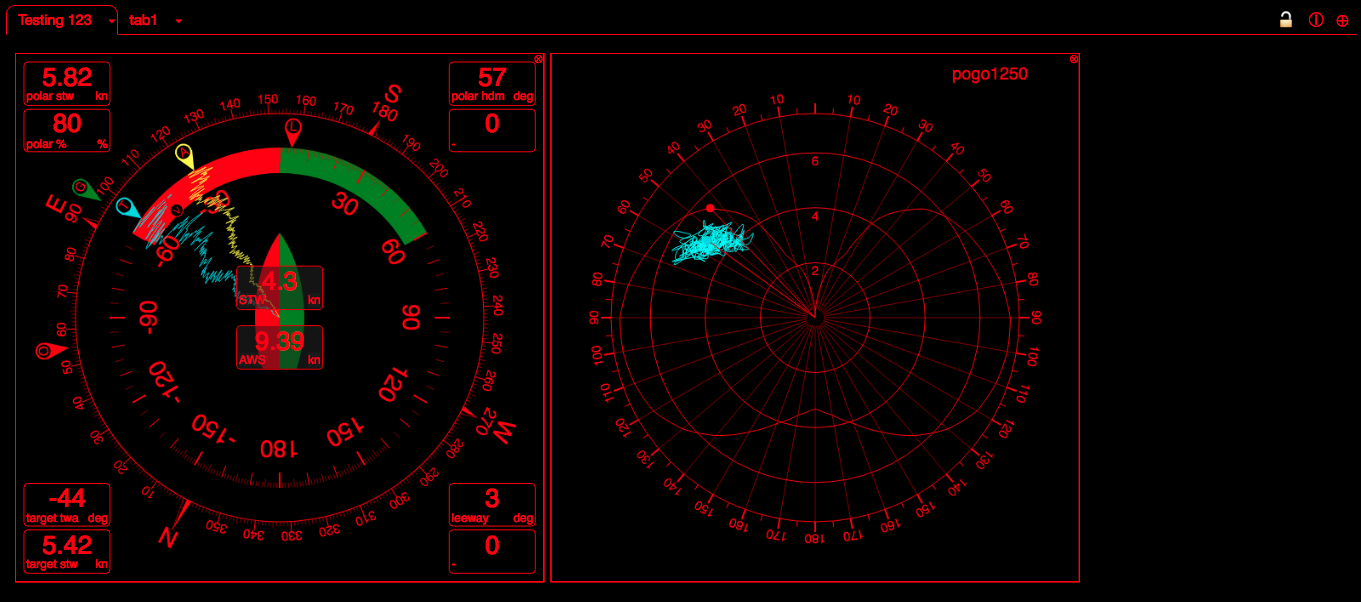 Testing 123 tab1
5.82
polar stw kn
80
polar % %
57
polar hdm deg
0
-
S
E
N
W
0 10 20 30 40 50 60 70 80 90 100 110 120 130 140 150 160 170 180 190 200 210 220 230 240 250 260 270 280 290 300 310 320 330 340 350
L
A
G
T
V
O
30
60
90
120
150
180
-150
-120
-90
-60
4.3
STW kn
9.39
AWS kn
-44
target twa deg
5.42
target stw kn
3
leeway deg
0
-
pogo1250
10 20 30 40 50 60 70 80 90 100 110 120 130 140 150 160 170 180
10 20 30 40 50 60 70 80 90 100 110 120 130 140 150 160 170
6
4
2